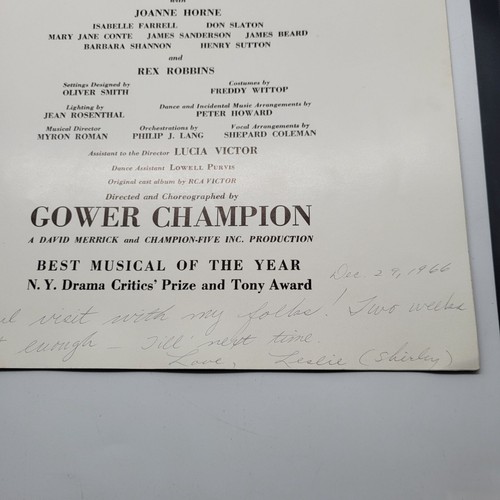 with
JOANNE HORNE
ISABELLE FARRELL DON SLATON
MARY JANE CONTE JAMES SANDERSON JAMES BEARD
BARBARA SHANNON HENRY SUTTON
and
REX ROBBINS
Settings Designed by Costumes by
OLIVER SMITH FREDDY WITTOP
Lighting by Dance and Incidental Music Arrangements by
JEAN ROSENTHAL PETER HOWARD
Musical Director Orchestrations by Vocal Arrangements by
MYRON ROMAN PHILIP J. LANG SHEPARD COLEMAN
Assistant to the Director LUCIA VICTOR
Dance Assistant LOWELL PURVIS
Original cast album by RCA VICTOR
Directed and Choreographed by
GOWER CHAMPION
A DAVID MERRICK and CHAMPION-FIVE INC. PRODUCTION
BEST MUSICAL OF THE YEAR
N. Y. Drama Critics' Prize and Tony Award
Dec 29, 1966
visit with my folks! Two weeks
enough – Till next time.
Love, Leslie (Shirley)